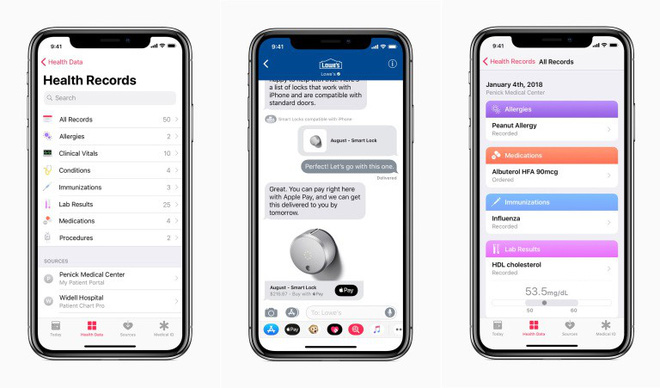 9:41
Health Data
Health Records
Search
All Records 50
Allergies 2
Clinical Vitals 10
Conditions 4
Immunizations 3
Lab Results 25
Medications 4
Procedures 2
SOURCES
Penick Medical Center
My Patient Portal
Widell Hospital
Patient Chart Pro
Today
Health Data
Sources
Medical ID
9:41
LOWE'S
Lowe's
happy to help with that! Here's
a list of locks that work with
iPhone and are compatible with
standard doors.
Smart Locks compatible with iPhone
August - Smart Lock
Perfect! Let's go with this one.
Delivered
Great. You can pay right here
with Apple Pay, and we can get
this delivered to you by
tomorrow.
August - Smart Lock
Buy with Pay
Pay
To: Lowe's
Pay
9:41
Health Records
All Records
January 4th, 2018
Penick Medical Center
Allergies
Peanut Allergy
Recorded
Medications
Albuterol HFA 90mcg
Ordered
Immunizations
Influenza
Recorded
Lab Results
HDL cholesterol
Recorded
53.5mg/dL
50 60
Today
Health Data
Sources
Medical ID